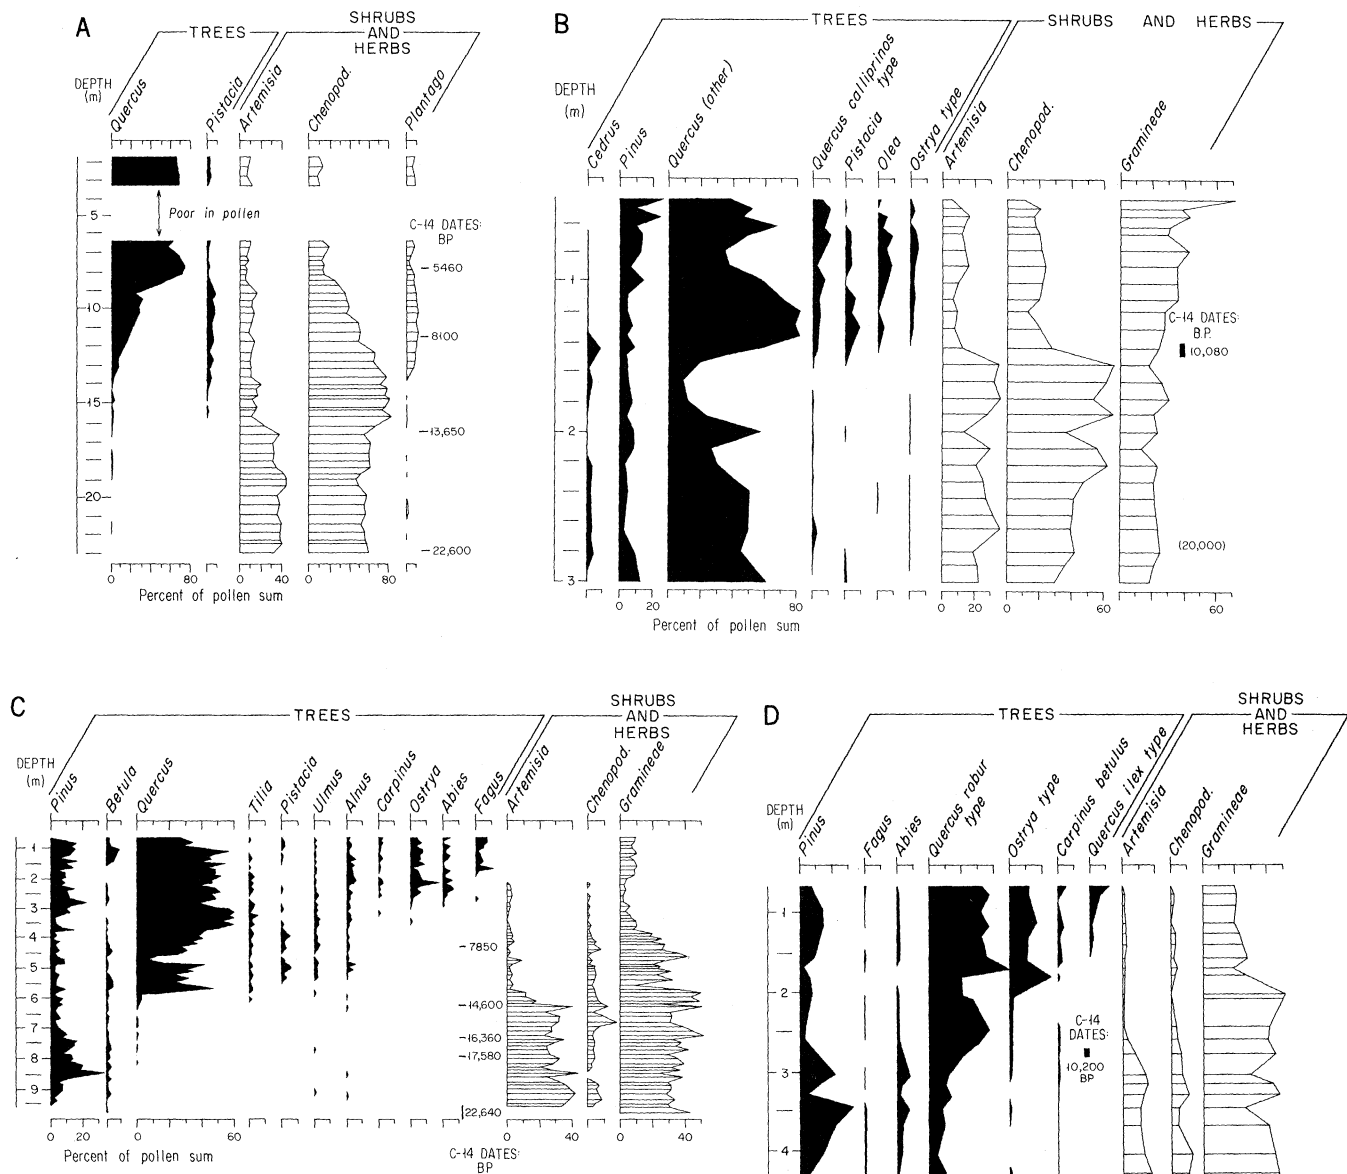 A
TREES
SHRUBS
AND
HERBS
DEPTH
(m)
Quercus
Pistacia
Artemisia
Chenopod.
Plantago
Poor in pollen
C-14 DATES:
BP
5
10
15
20
5460
8100
13,650
22,600
0 80 0 40 0 80
Percent of pollen sum
B
TREES
SHRUBS AND HERBS
DEPTH
(m)
Cedrus
Pinus
Quercus (other)
Quercus calliprinos
type
Pistacia
Olea
Ostrya type
Artemisia
Chenopod.
Gramineae
1
2
3
C-14 DATES:
B.P.
10,080
(20,000)
0 20 80 0 20 0 60 60
Percent of pollen sum
C
TREES
SHRUBS
AND
HERBS
DEPTH
(m)
Pinus
Betula
Quercus
Tilia
Pistacia
Ulmus
Alnus
Carpinus
Ostrya
Abies
Fagus
Artemisia
Chenopod.
Gramineae
1
2
3
4
5
6
7
8
9
7850
14,600
16,360
17,580
22,640
0 20 0 60 0 40 0 40
Percent of pollen sum
C-14 DATES:
BP
D
TREES
SHRUBS
AND
HERBS
DEPTH
(m)
Pinus
Fagus
Abies
Quercus robur
type
Ostrya type
Carpinus betulus
Quercus ilex type
Artemisia
Chenopod.
Gramineae
1
2
3
4
C-14
DATES:
10,200
BP